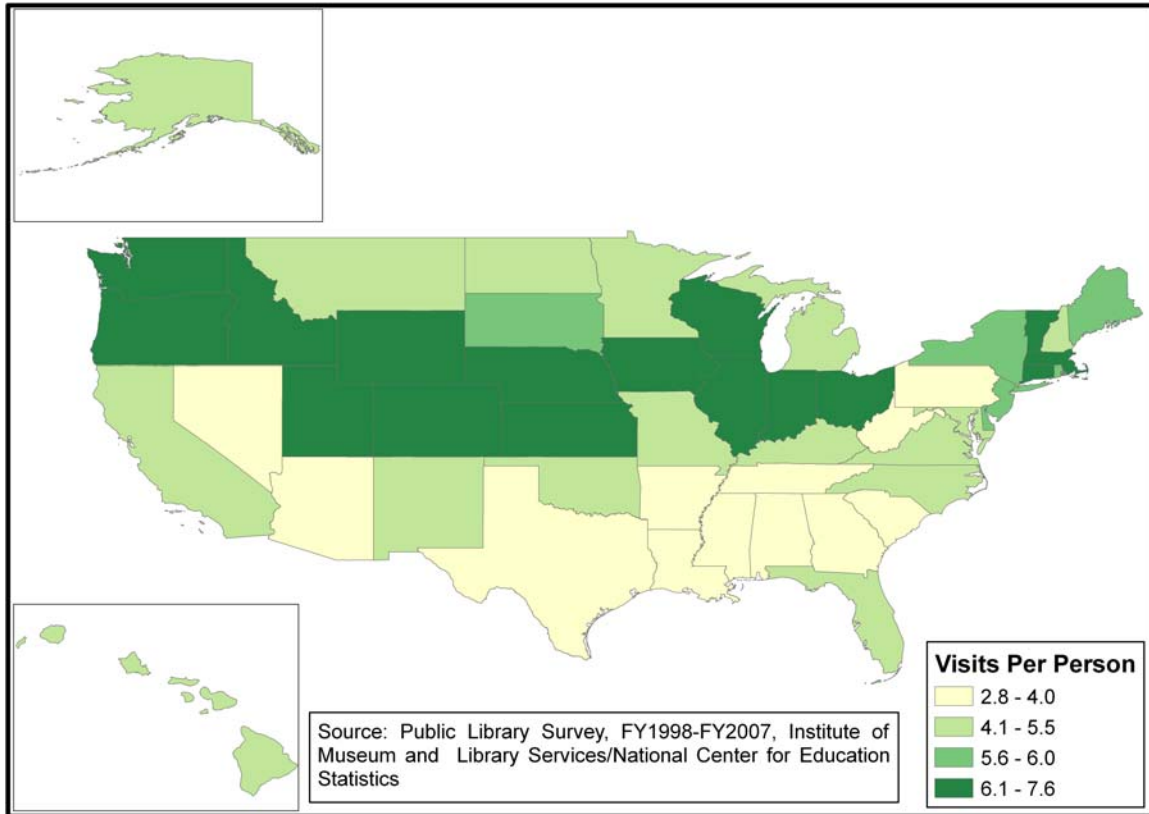 Visits Per Person
2.8 - 4.0
4.1 - 5.5
5.6 - 6.0
6.1 - 7.6
Source: Public Library Survey, FY1998-FY2007, Institute of
Museum and Library Services/National Center for Education
Statistics